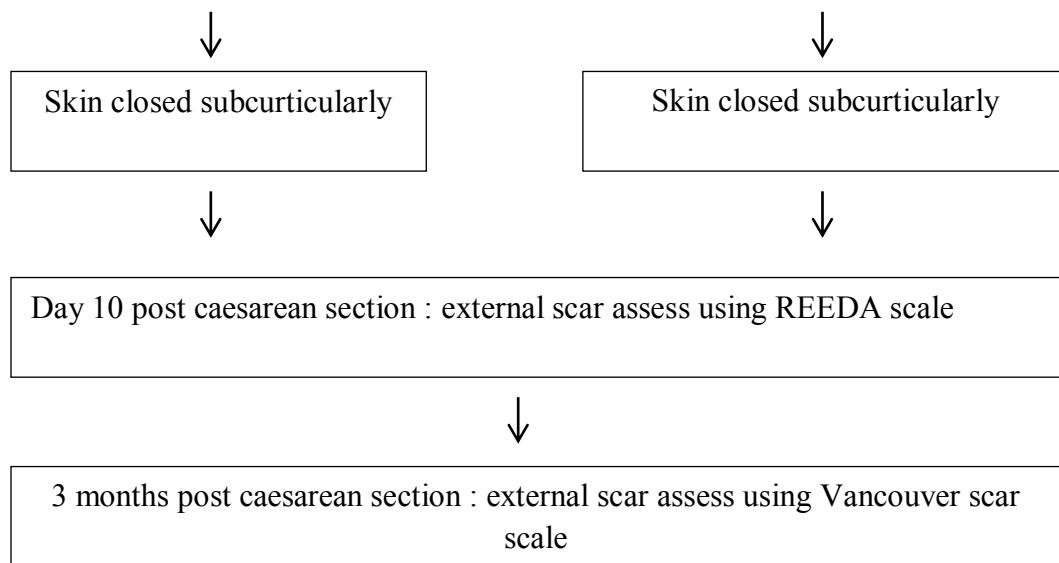 Skin closed subcurticularly
Skin closed subcurticularly
Day 10 post caesarean section : external scar assess using REEDA scale
3 months post caesarean section : external scar assess using Vancouver scar
scale